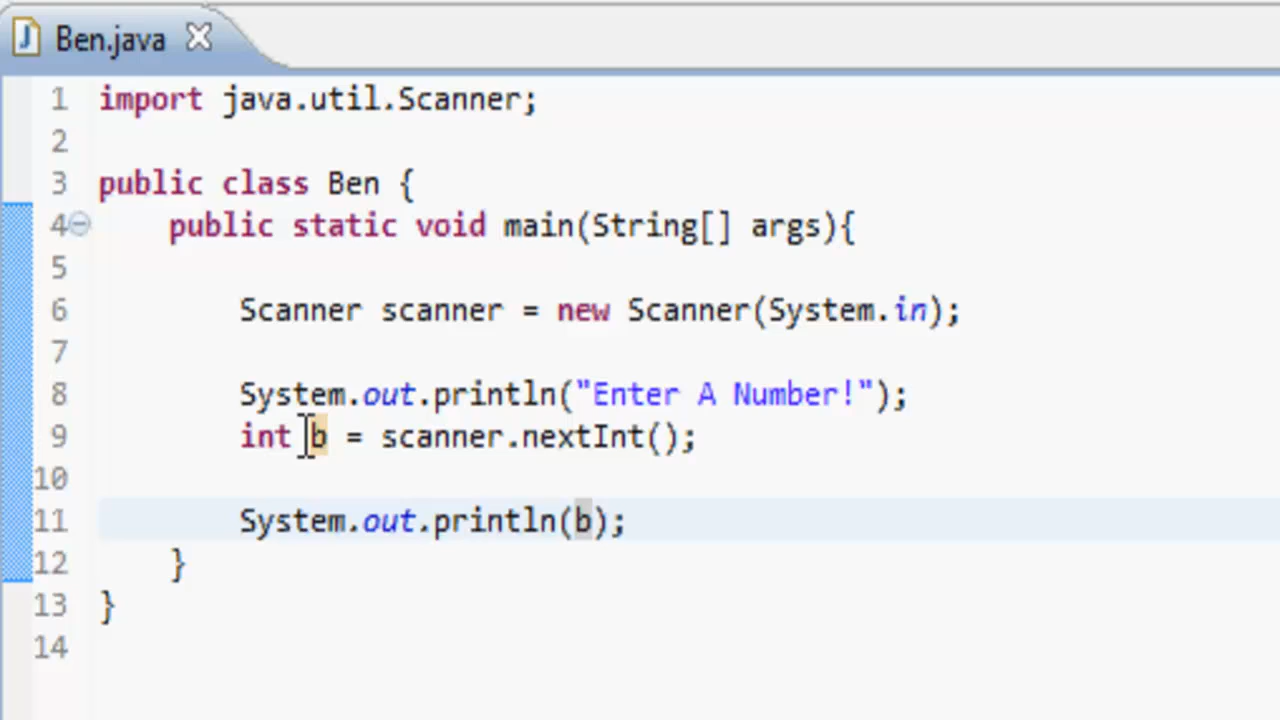 Ben.java
1 import java.util.Scanner;
2
3 public class Ben {
4 public static void main(String[] args){
5
6 Scanner scanner = new Scanner(System.in);
7
8 System.out.println("Enter A Number!");
9 int b = scanner.nextInt();
10
11 System.out.println(b);
12 }
13 }
14